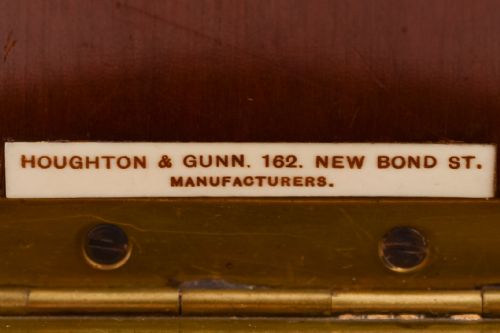 HOUGHTON & GUNN. 162. NEW BOND ST.
MANUFACTURERS.